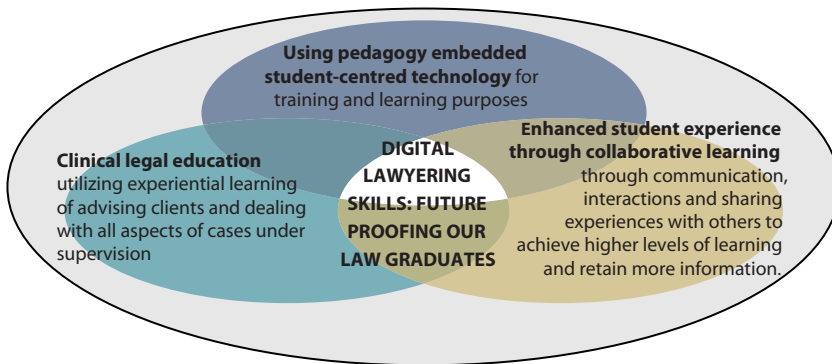 Using pedagogy embedded
student-centred technology for
training and learning purposes
Clinical legal education
utilizing experiential learning
of advising clients and dealing
with all aspects of cases under
supervision
DIGITAL
LAWYERING
SKILLS: FUTURE
PROOFING OUR
LAW GRADUATES
Enhanced student experience
through collaborative learning
through communication,
interactions and sharing
experiences with others to
achieve higher levels of learning
and retain more information.